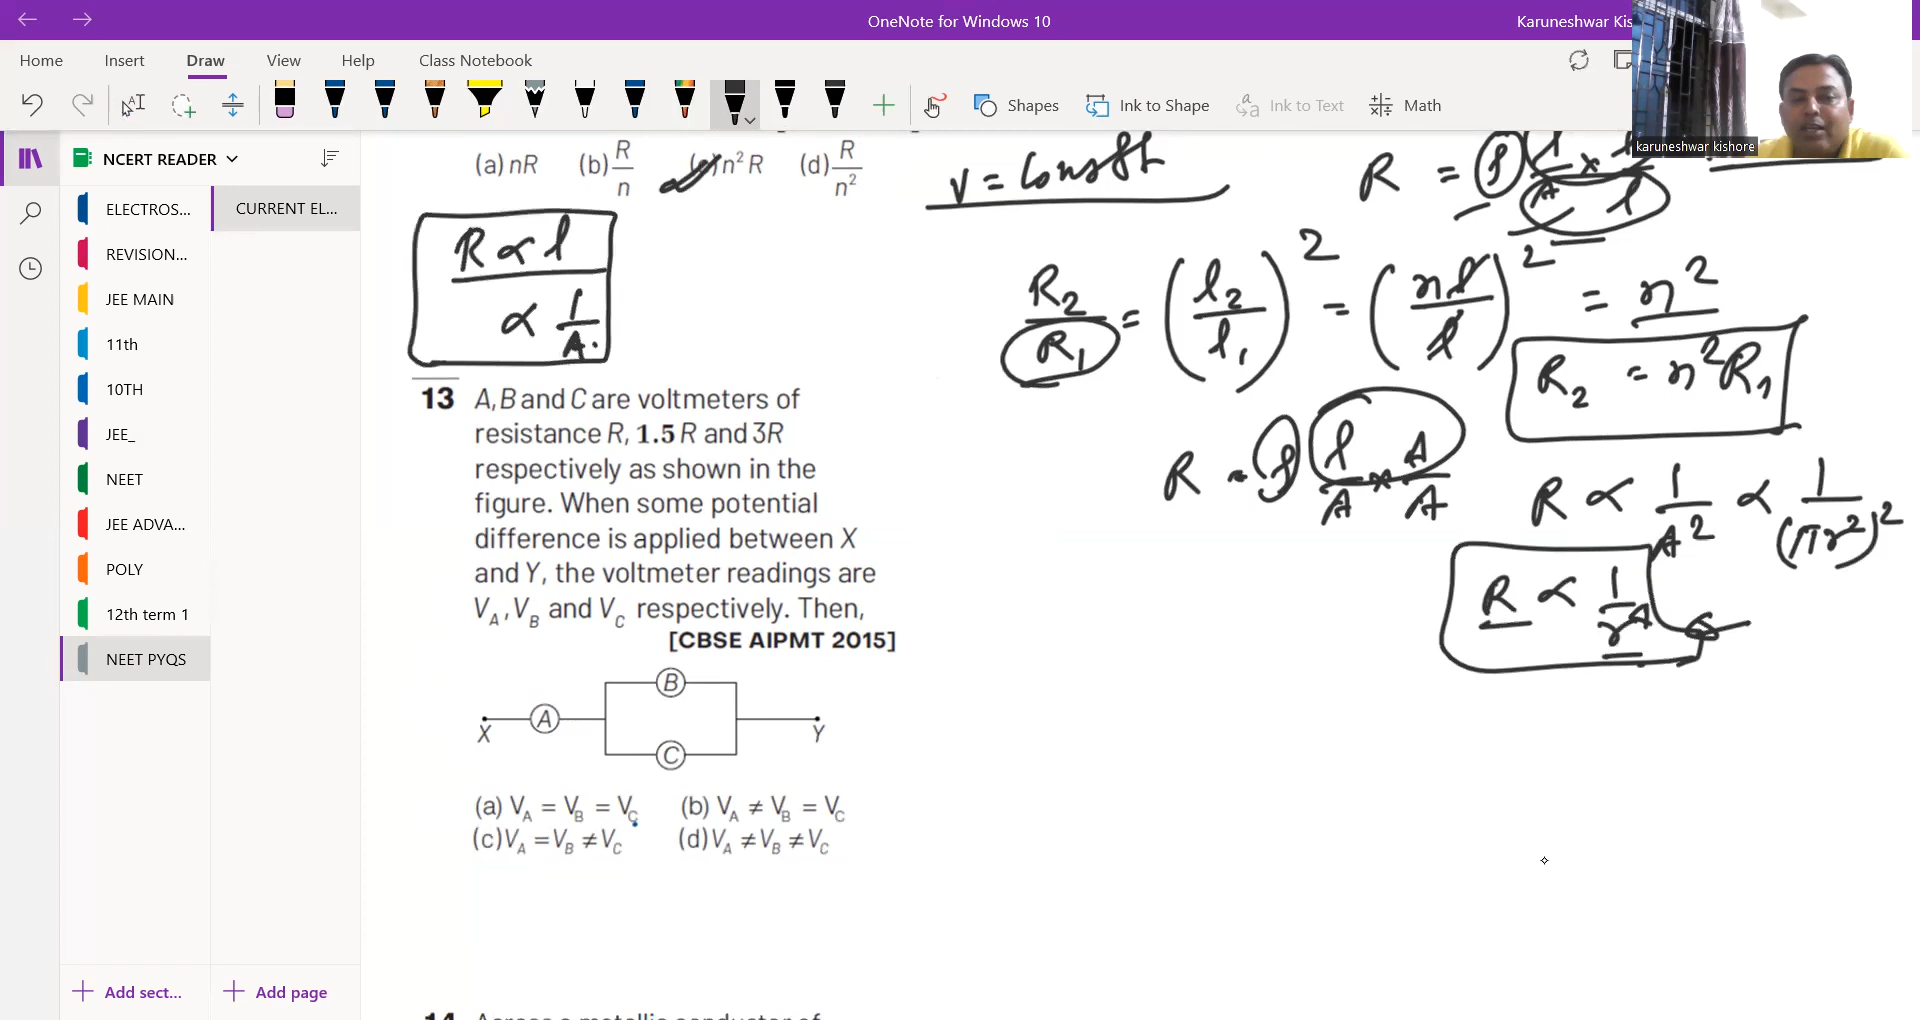 OneNote for Windows 10
Karuneshwar Kis
Home Insert Draw View Help Class Notebook
Shapes Ink to Shape Ink to Text Math
karuneshwar kishore
NCERT READER
ELECTROS...
REVISION...
JEE MAIN
11th
10TH
JEE_
NEET
JEE ADVA...
POLY
12th term 1
NEET PYQS
CURRENT EL...
Add sect...
Add page
(a) nR (b) R/n (c) n² R (d) R/n²
R ∝ l
∝ 1/A.
V = Constt
R₂/R₁ = (l₂/l₁)² = (nl/l)² = n²
R₂ = n²R₁
R = ρ l/A × A/A
R ∝ 1/A² ∝ 1/(πr²)²
R ∝ 1/r⁴
13 A, B and C are voltmeters of
resistance R, 1.5 R and 3R
respectively as shown in the
figure. When some potential
difference is applied between X
and Y, the voltmeter readings are
V_A, V_B and V_C respectively. Then,
[CBSE AIPMT 2015]
B
X A Y
C
(a) V_A = V_B = V_C (b) V_A ≠ V_B = V_C
(c) V_A = V_B ≠ V_C (d) V_A ≠ V_B ≠ V_C